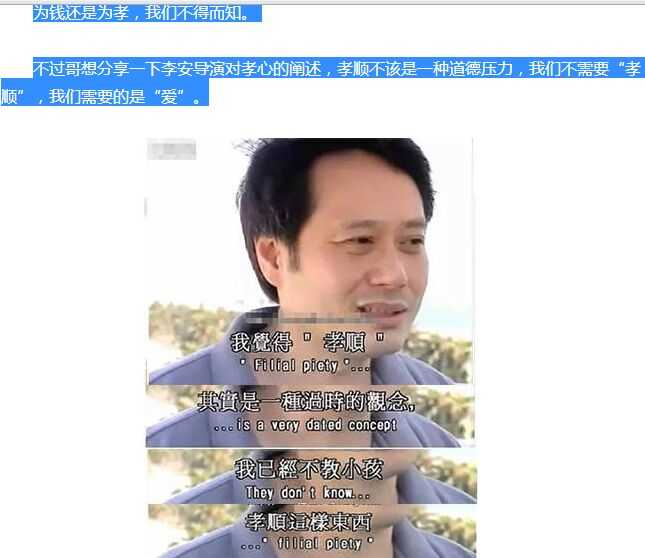 为钱还是为孝，我们不得而知。
不过哥想分享一下李安导演对孝心的阐述，孝顺不该是一种道德压力，我们不需要“孝
顺”，我们需要的是“爱”。
我覺得 " 孝順 "
" Filial piety "...
其實是一種過時的觀念，
...is a very dated concept
我已經不教小孩
They don't know...
孝順這樣東西
..." filial piety "